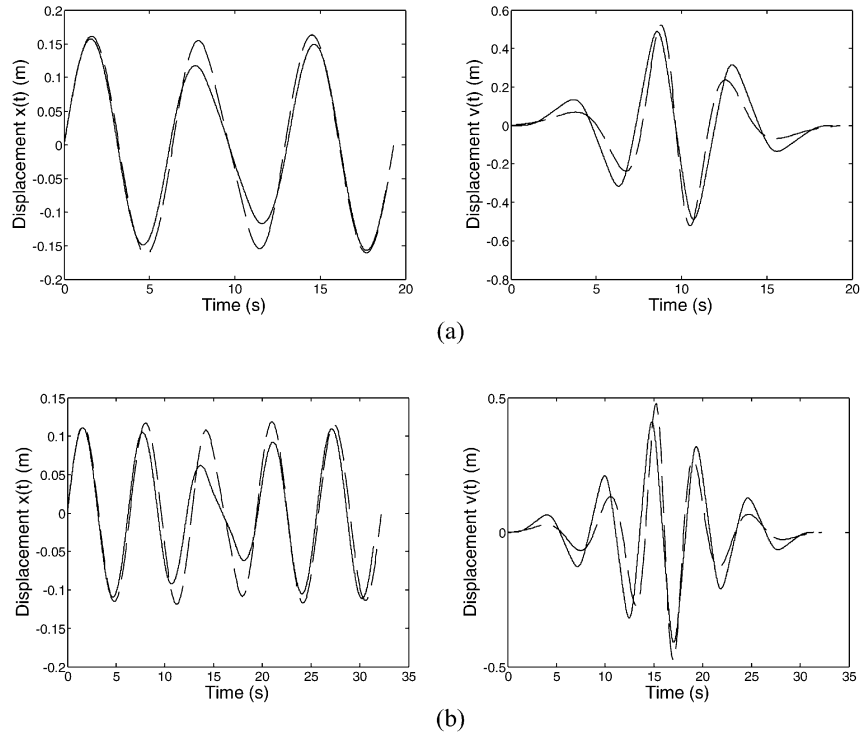 0.2
0.15
0.1
0.05
0
-0.05
-0.1
-0.15
-0.2
Displacement x(t) (m)
0 5 10 15 20
Time (s)
0.6
0.4
0.2
0
-0.2
-0.4
-0.6
-0.8
Displacement v(t) (m)
0 5 10 15 20
Time (s)
(a)
0.15
0.1
0.05
0
-0.05
-0.1
-0.15
-0.2
Displacement x(t) (m)
0 5 10 15 20 25 30 35
Time (s)
0.5
0
-0.5
Displacement v(t) (m)
0 5 10 15 20 25 30 35
Time (s)
(b)